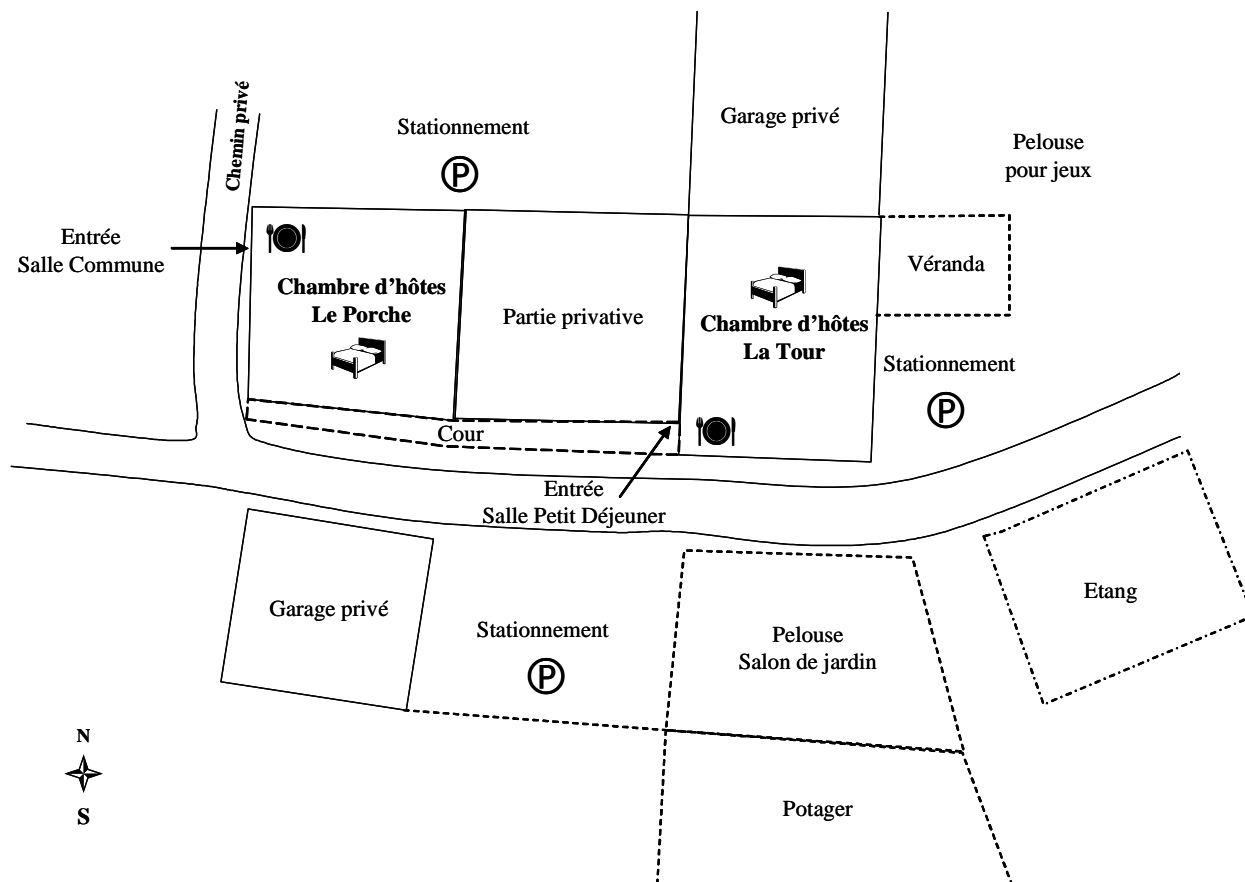 Chemin privé
Stationnement
P
Garage privé
Pelouse
pour jeux
Entrée
Salle Commune
Chambre d'hôtes
Le Porche
Partie privative
Chambre d'hôtes
La Tour
Véranda
Stationnement
P
Cour
Entrée
Salle Petit Déjeuner
Garage privé
Stationnement
P
Pelouse
Salon de jardin
Etang
Potager
N
S